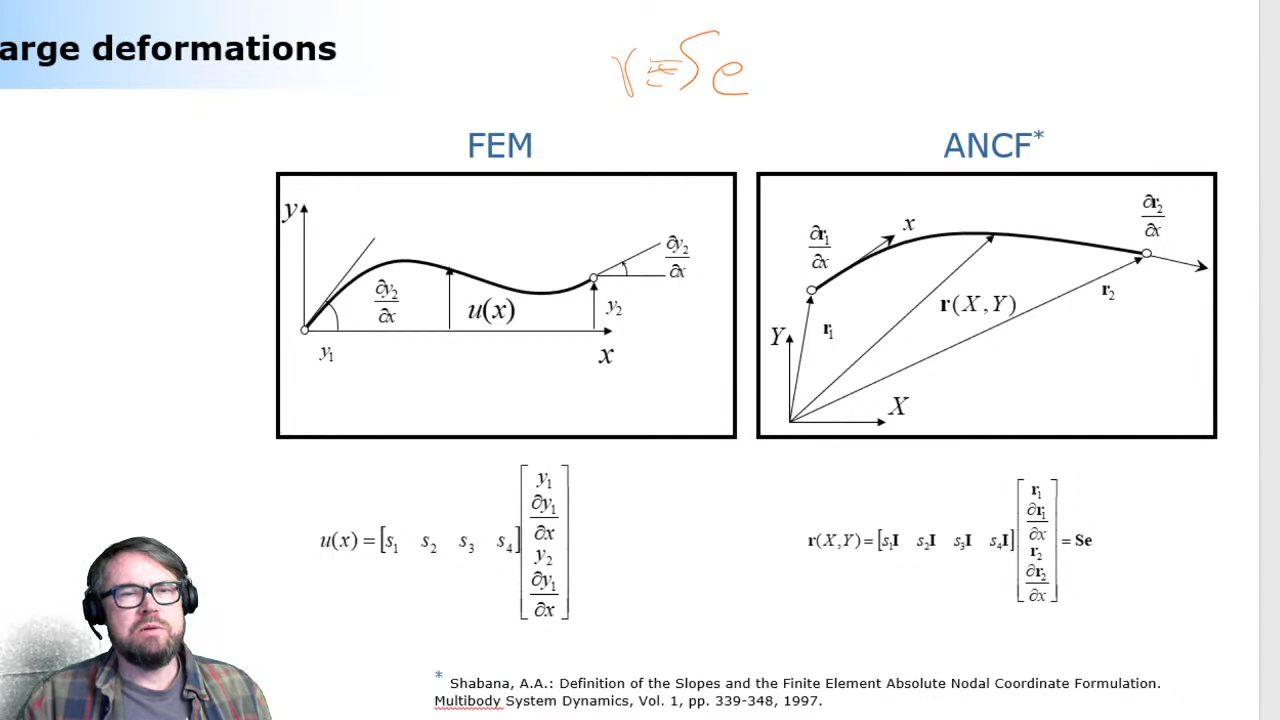 arge deformations
r = Se
FEM
ANCF*
y
∂y₂/∂x
u(x)
y₁
∂y₂/∂x
y₂
x
∂r₁/∂x
x
∂r₂/∂x
r(X,Y)
r₁
r₂
Y
X
u(x) = [s₁ s₂ s₃ s₄] [y₁ ∂y₁/∂x y₂ ∂y₁/∂x]
r(X,Y) = [s₁I s₂I s₃I s₄I] [r₁ ∂r₁/∂x r₂ ∂r₂/∂x] = Se
* Shabana, A.A.: Definition of the Slopes and the Finite Element Absolute Nodal Coordinate Formulation.
Multibody System Dynamics, Vol. 1, pp. 339-348, 1997.